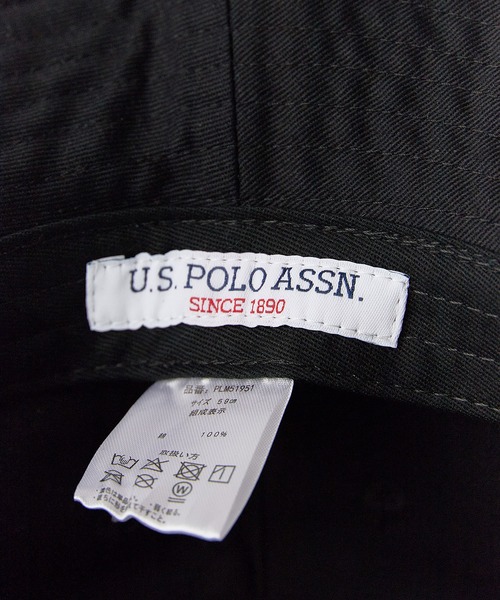 U.S. POLO ASSN.
SINCE 1890
品番: PLM51951
サイズ 59cm
組成表示
綿 100%
取扱い方
W